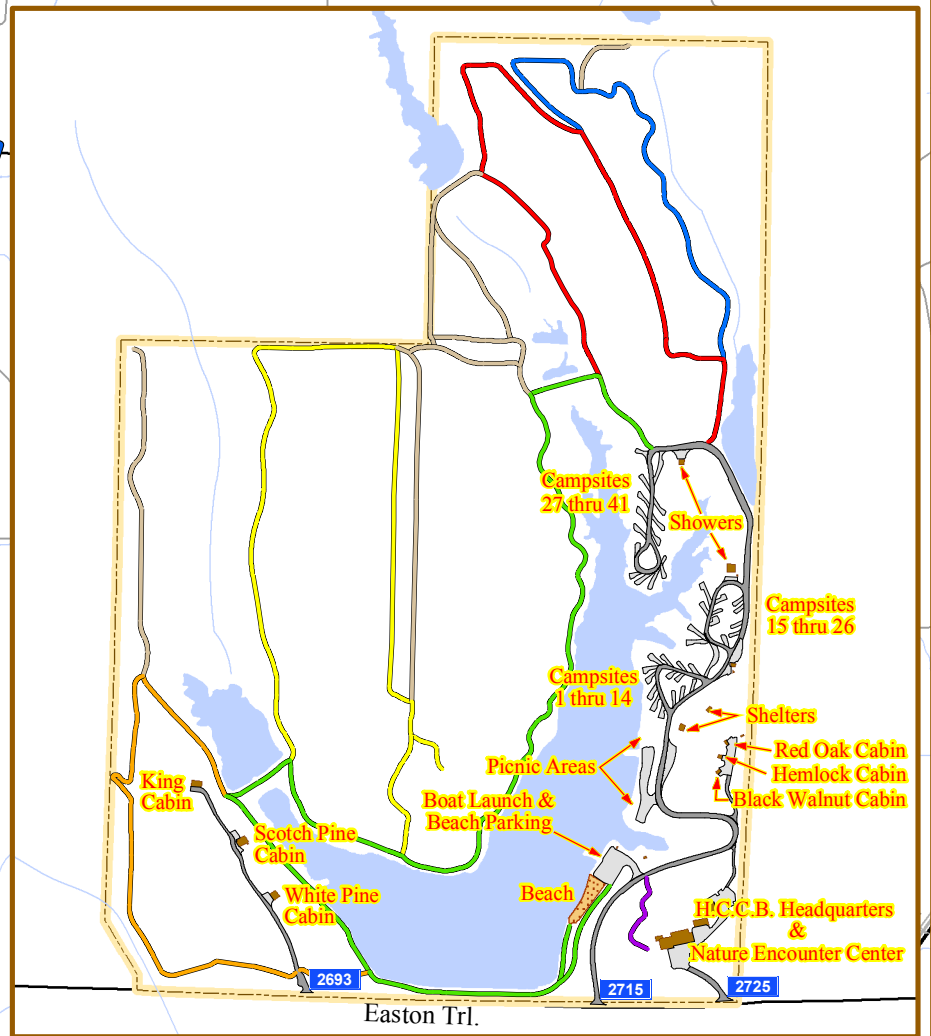 Campsites
27 thru 41
Showers
Campsites
15 thru 26
Campsites
1 thru 14
Shelters
Red Oak Cabin
Hemlock Cabin
Black Walnut Cabin
Picnic Areas
King
Cabin
Boat Launch &
Beach Parking
Scotch Pine
Cabin
Beach
White Pine
Cabin
H.C.C.B. Headquarters
&
Nature Encounter Center
2693
2715
2725
Easton Trl.